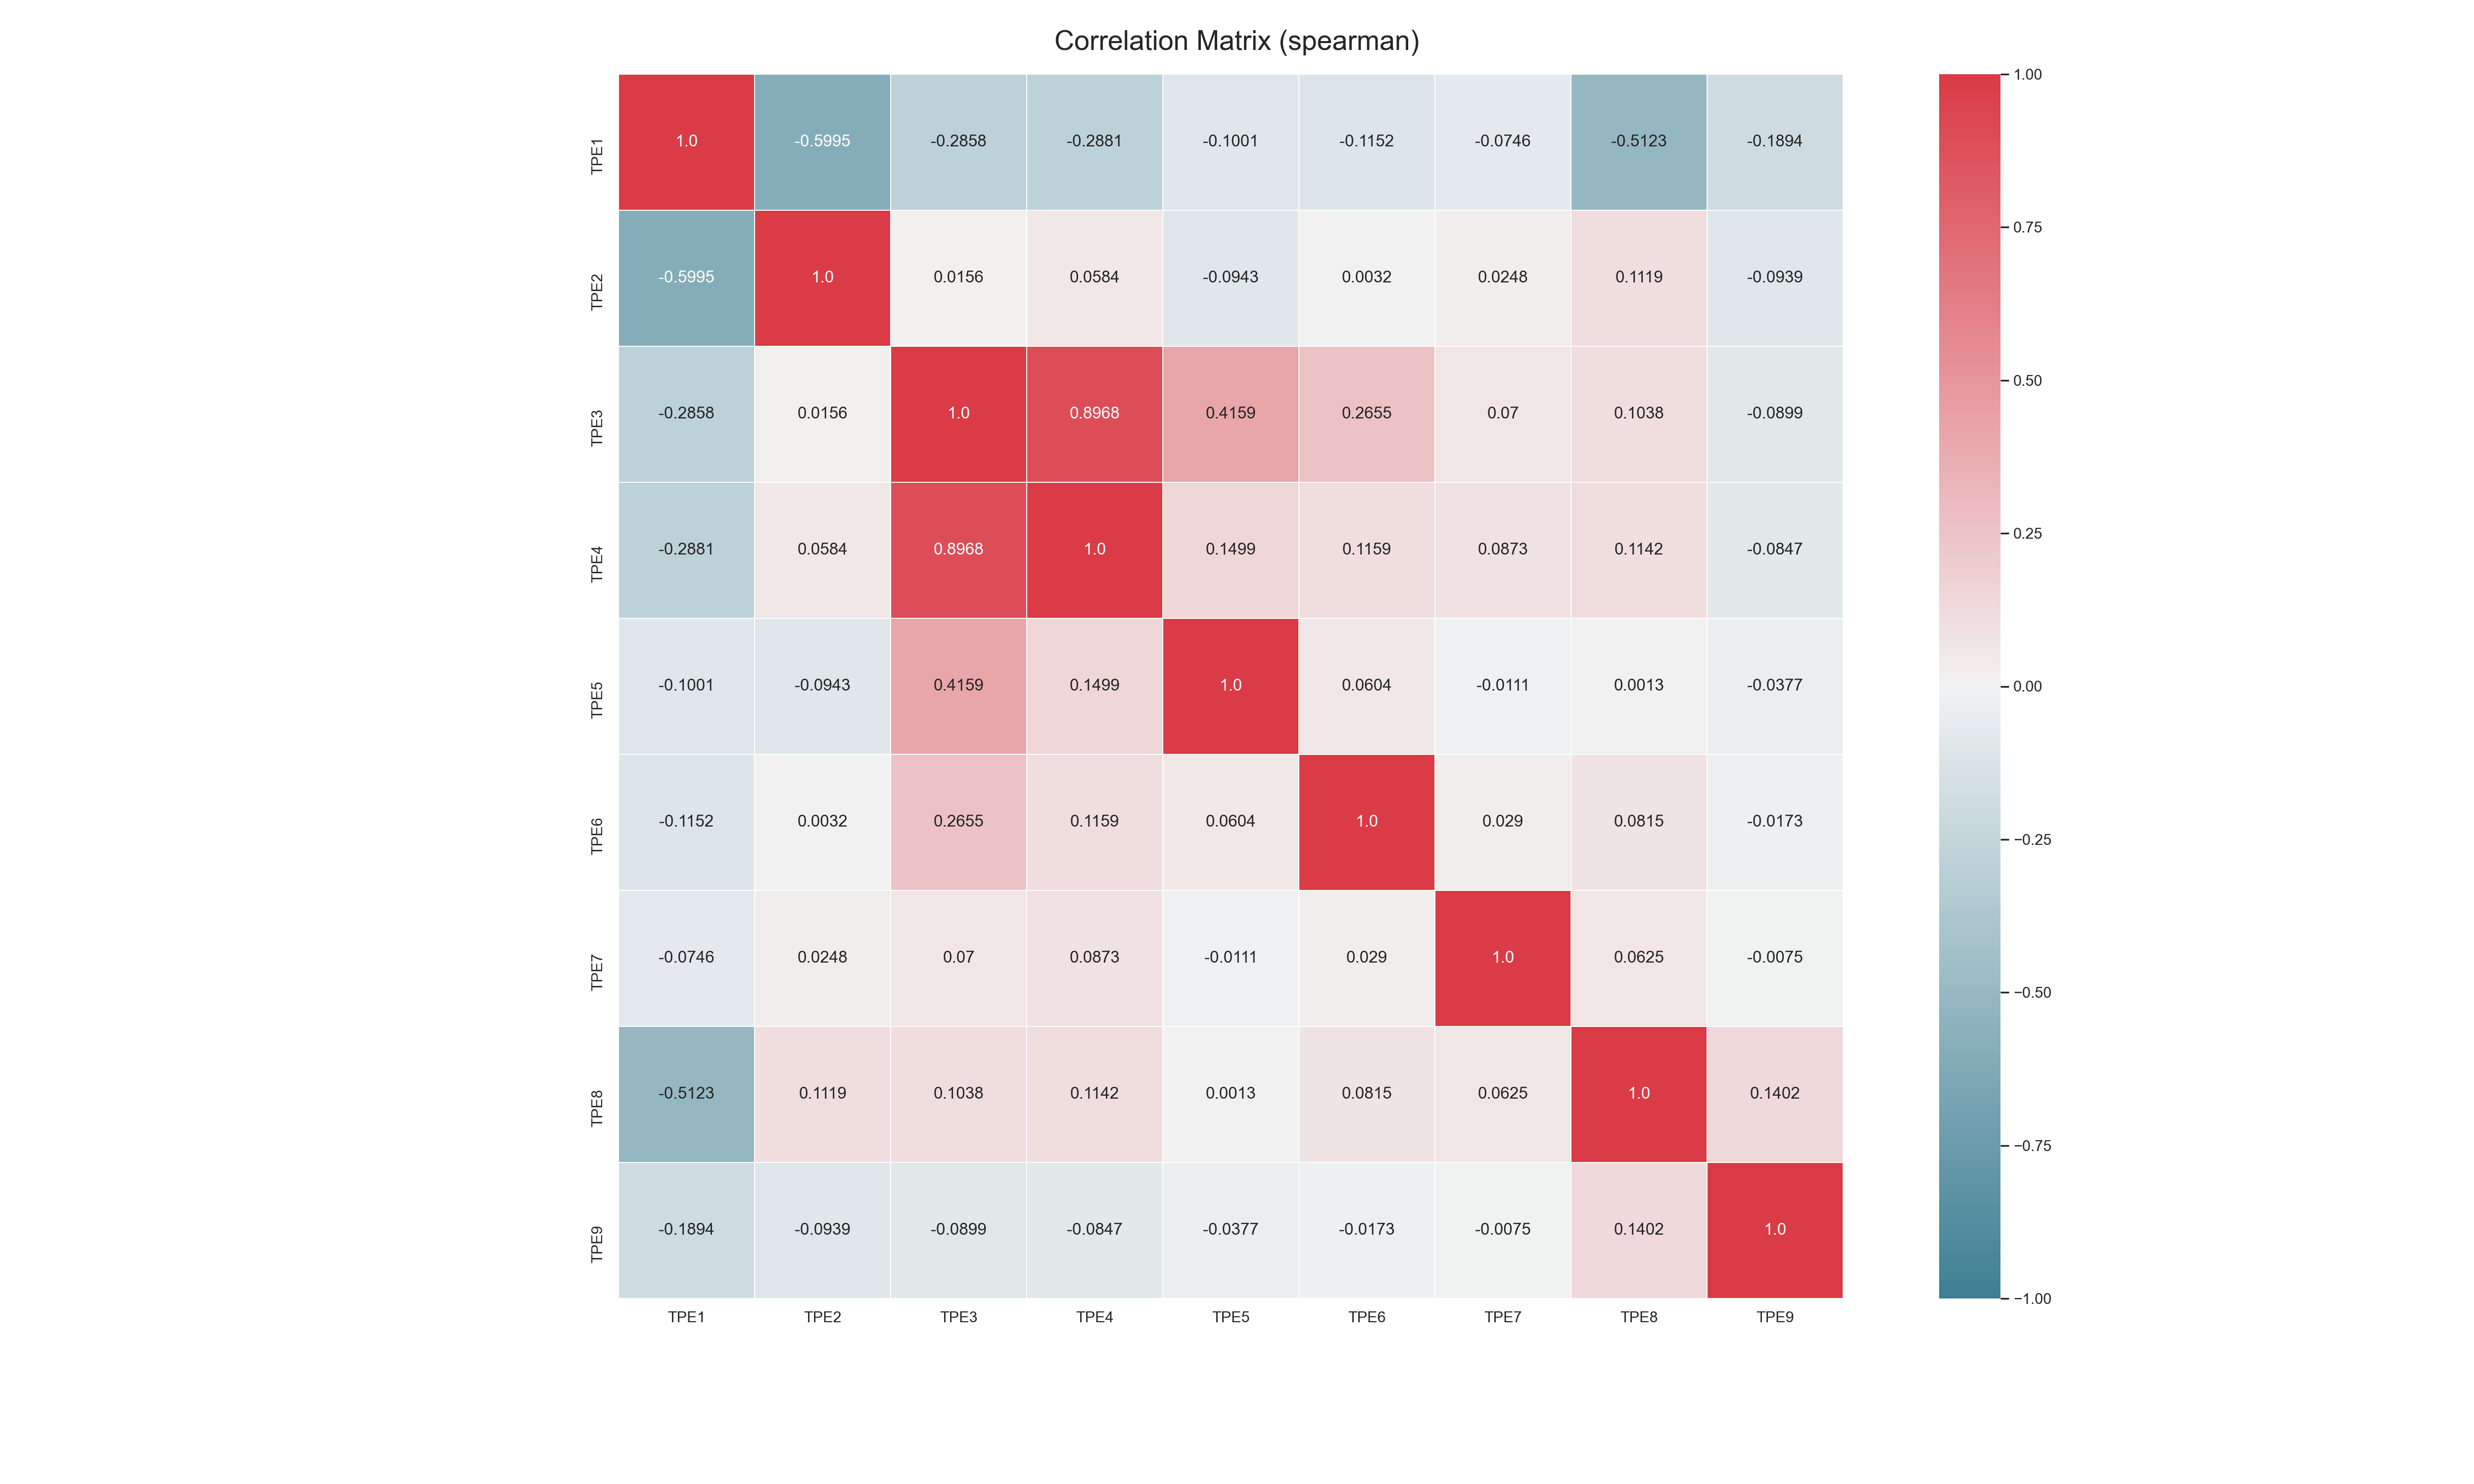 Correlation Matrix (spearman)
TPE1 1.0 -0.5995 -0.2858 -0.2881 -0.1001 -0.1152 -0.0746 -0.5123 -0.1894
TPE2 -0.5995 1.0 0.0156 0.0584 -0.0943 0.0032 0.0248 0.1119 -0.0939
TPE3 -0.2858 0.0156 1.0 0.8968 0.4159 0.2655 0.07 0.1038 -0.0899
TPE4 -0.2881 0.0584 0.8968 1.0 0.1499 0.1159 0.0873 0.1142 -0.0847
TPE5 -0.1001 -0.0943 0.4159 0.1499 1.0 0.0604 -0.0111 0.0013 -0.0377
TPE6 -0.1152 0.0032 0.2655 0.1159 0.0604 1.0 0.029 0.0815 -0.0173
TPE7 -0.0746 0.0248 0.07 0.0873 -0.0111 0.029 1.0 0.0625 -0.0075
TPE8 -0.5123 0.1119 0.1038 0.1142 0.0013 0.0815 0.0625 1.0 0.1402
TPE9 -0.1894 -0.0939 -0.0899 -0.0847 -0.0377 -0.0173 -0.0075 0.1402 1.0
TPE1 TPE2 TPE3 TPE4 TPE5 TPE6 TPE7 TPE8 TPE9
1.00
0.75
0.50
0.25
0.00
−0.25
−0.50
−0.75
−1.00